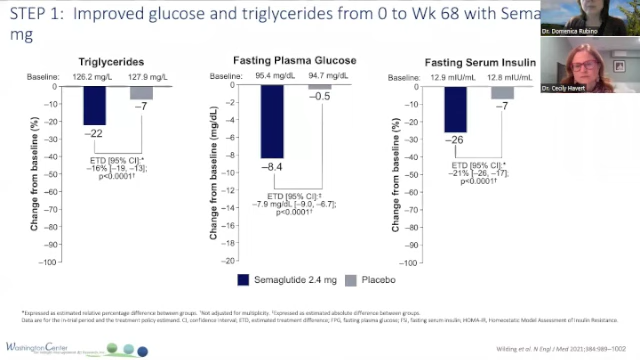 STEP 1: Improved glucose and triglycerides from 0 to Wk 68 with Sema
mg
Dr. Domenica Rubino
Dr. Cecily Havert
Triglycerides
Baseline: 126.2 mg/L 127.9 mg/L
Change from baseline (%)
0
−10
−20
−30
−40
−50
−60
−70
−80
−90
−100
−22
−7
ETD [95% CI]:*
−16% [−19, −13];
p<0.0001†
Fasting Plasma Glucose
Baseline: 95.4 mg/dL 94.7 mg/dL
Change from baseline (mg/dL)
0
−2
−4
−6
−8
−10
−12
−14
−16
−18
−20
−8.4
−0.5
ETD [95% CI]:‡
−7.9 mg/dL [−9.0, −6.7];
p<0.0001†
Fasting Serum Insulin
Baseline: 12.9 mIU/mL 12.8 mIU/mL
Change from baseline (%)
0
−10
−20
−30
−40
−50
−60
−70
−80
−90
−100
−26
−7
ETD [95% CI]:*
−21% [−26, −17];
p<0.0001†
Semaglutide 2.4 mg Placebo
*Expressed as estimated relative percentage difference between groups. †Not adjusted for multiplicity. ‡Expressed as estimated absolute difference between groups.
Data are for the in-trial period and the treatment policy estimand. CI, confidence interval; ETD, estimated treatment difference; FPG, fasting plasma glucose; FSI, fasting serum insulin; HOMA-IR, Homeostatic Model Assessment of Insulin Resistance.
Washington Center
Wilding et al. N Engl J Med 2021;384:989–1002